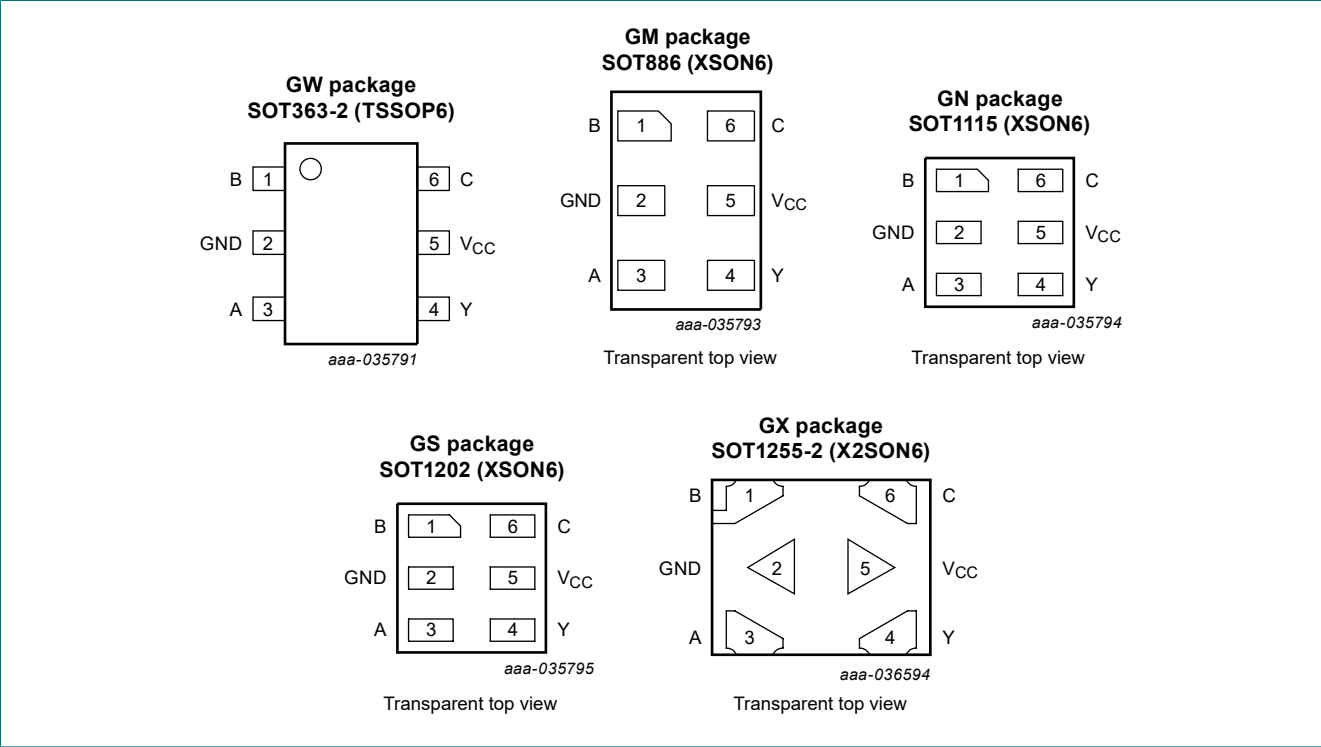 GW package
SOT363-2 (TSSOP6)
B 1 6 C
GND 2 5 VCC
A 3 4 Y
aaa-035791
GM package
SOT886 (XSON6)
B 1 6 C
GND 2 5 VCC
A 3 4 Y
aaa-035793
Transparent top view
GN package
SOT1115 (XSON6)
B 1 6 C
GND 2 5 VCC
A 3 4 Y
aaa-035794
Transparent top view
GS package
SOT1202 (XSON6)
B 1 6 C
GND 2 5 VCC
A 3 4 Y
aaa-035795
Transparent top view
GX package
SOT1255-2 (X2SON6)
B 1 6 C
GND 2 5 VCC
A 3 4 Y
aaa-036594
Transparent top view